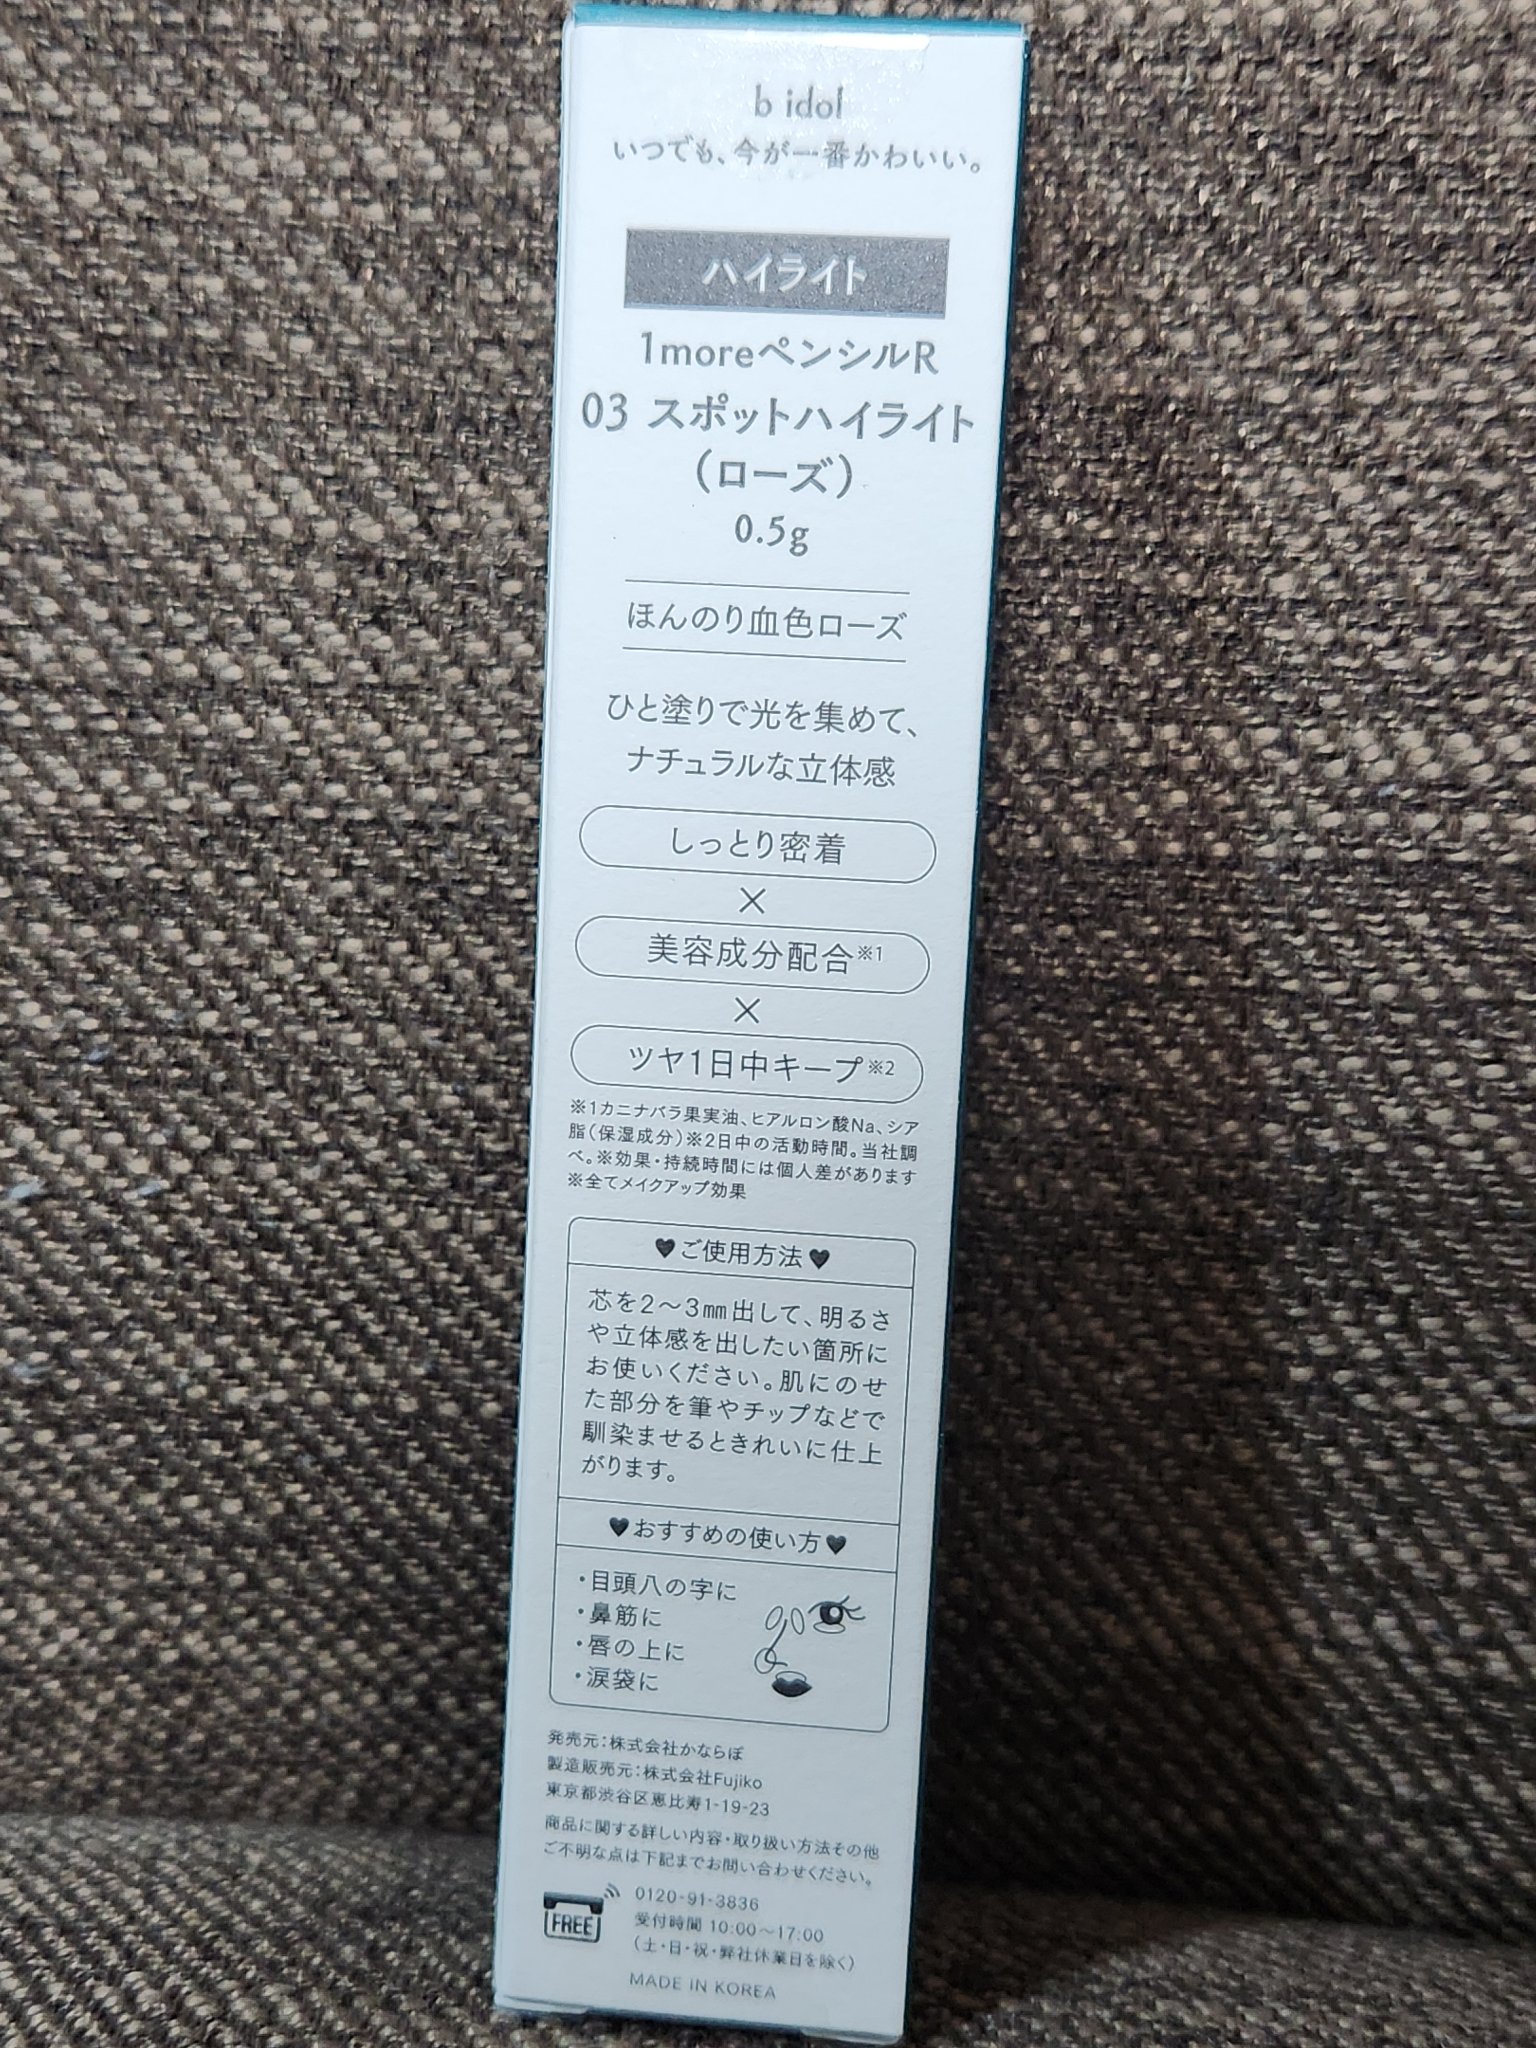 b idol
いつでも、今が一番かわいい。
ハイライト
1moreペンシルR
03 スポットハイライト
（ローズ）
0.5g
ほんのり血色ローズ
ひと塗りで光を集めて、
ナチュラルな立体感
しっとり密着
×
美容成分配合※1
×
ツヤ1日中キープ※2
※1カニナバラ果実油、ヒアルロン酸Na、シア
脂（保湿成分）※2日中の活動時間。当社調
べ。※効果・持続時間には個人差があります
※全てメイクアップ効果
♥ご使用方法♥
芯を2～3㎜出して、明るさ
や立体感を出したい箇所に
お使いください。肌にのせ
た部分を筆やチップなどで
馴染ませるときれいに仕上
がります。
♥おすすめの使い方♥
・目頭八の字に
・鼻筋に
・唇の上に
・涙袋に
発売元：株式会社かならぼ
製造販売元：株式会社Fujiko
東京都渋谷区恵比寿1-19-23
商品に関する詳しい内容・取り扱い方法その他
ご不明な点は下記までお問い合わせください。
FREE
0120-91-3836
受付時間 10:00～17:00
（土・日・祝・弊社休業日を除く）
MADE IN KOREA